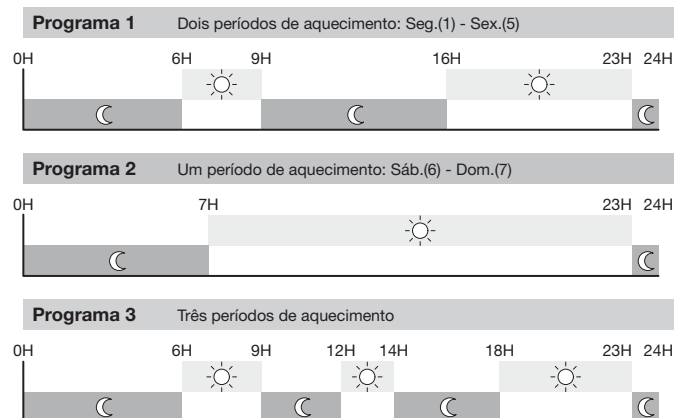 Programa 1 Dois períodos de aquecimento: Seg.(1) - Sex.(5)
0H 6H 9H 16H 23H 24H
Programa 2 Um período de aquecimento: Sáb.(6) - Dom.(7)
0H 7H 23H 24H
Programa 3 Três períodos de aquecimento
0H 6H 9H 12H 14H 18H 23H 24H